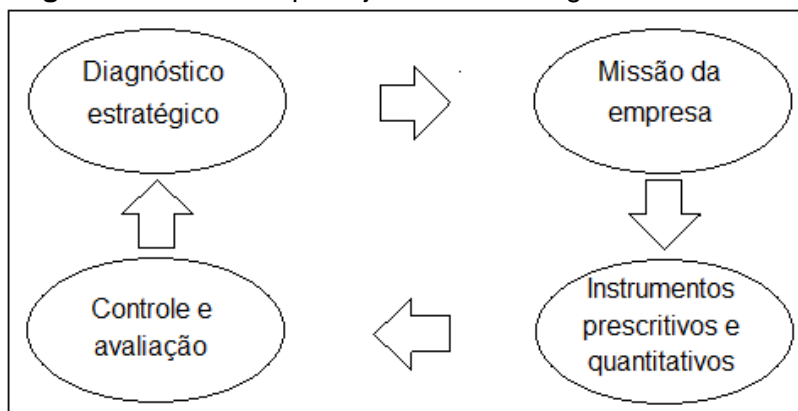 Diagnóstico
estratégico
Missão da
empresa
Controle e
avaliação
Instrumentos
prescritivos e
quantitativos